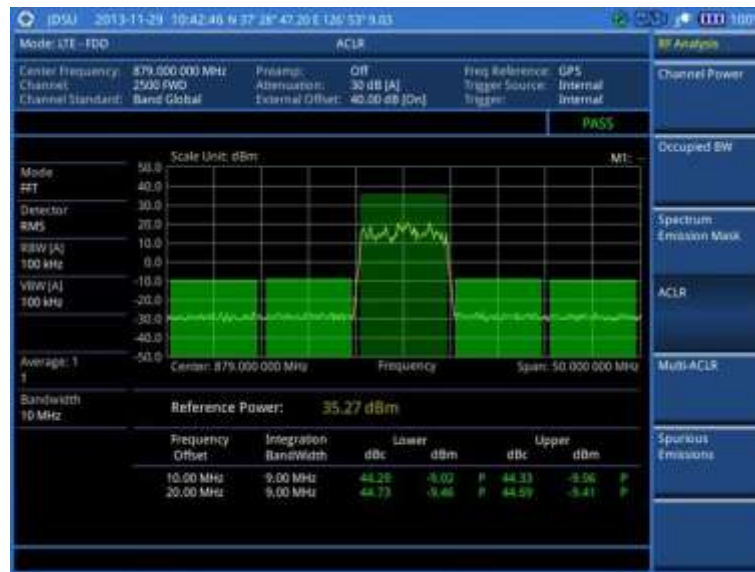 JDSU 2013-11-29 10:42:46 N 37° 28" 47.20 E 126° 53" 9.03 100
Mode: LTE - FDD ACLR RF Analysis
Center Frequency: 879.000 000 MHz Preamp: Off Freq Reference: GPS
Channel: 2500 FWD Attenuation: 30 dB [A] Trigger Source: Internal
Channel Standard: Band Global External Offset: 40.00 dB [On] Trigger: Internal
PASS
Channel Power
Occupied BW
Spectrum
Emission Mask
ACLR
Multi-ACLR
Spurious
Emissions
Scale Unit: dBm M1: --
Mode
FFT
Detector
RMS
RBW [A]
100 kHz
VBW [A]
100 kHz
Average: 1
1
Bandwidth
10 MHz
50.0
40.0
30.0
20.0
10.0
0.0
-10.0
-20.0
-30.0
-40.0
-50.0
Center: 879.000 000 MHz Frequency Span: 50.000 000 MHz
Reference Power: 35.27 dBm
Frequency Integration Lower Upper
Offset BandWidth dBc dBm dBc dBm
10.00 MHz 9.00 MHz 44.29 -9.02 P 44.33 P
20.00 MHz 9.00 MHz 44.73 -9.46 P -9.41 P